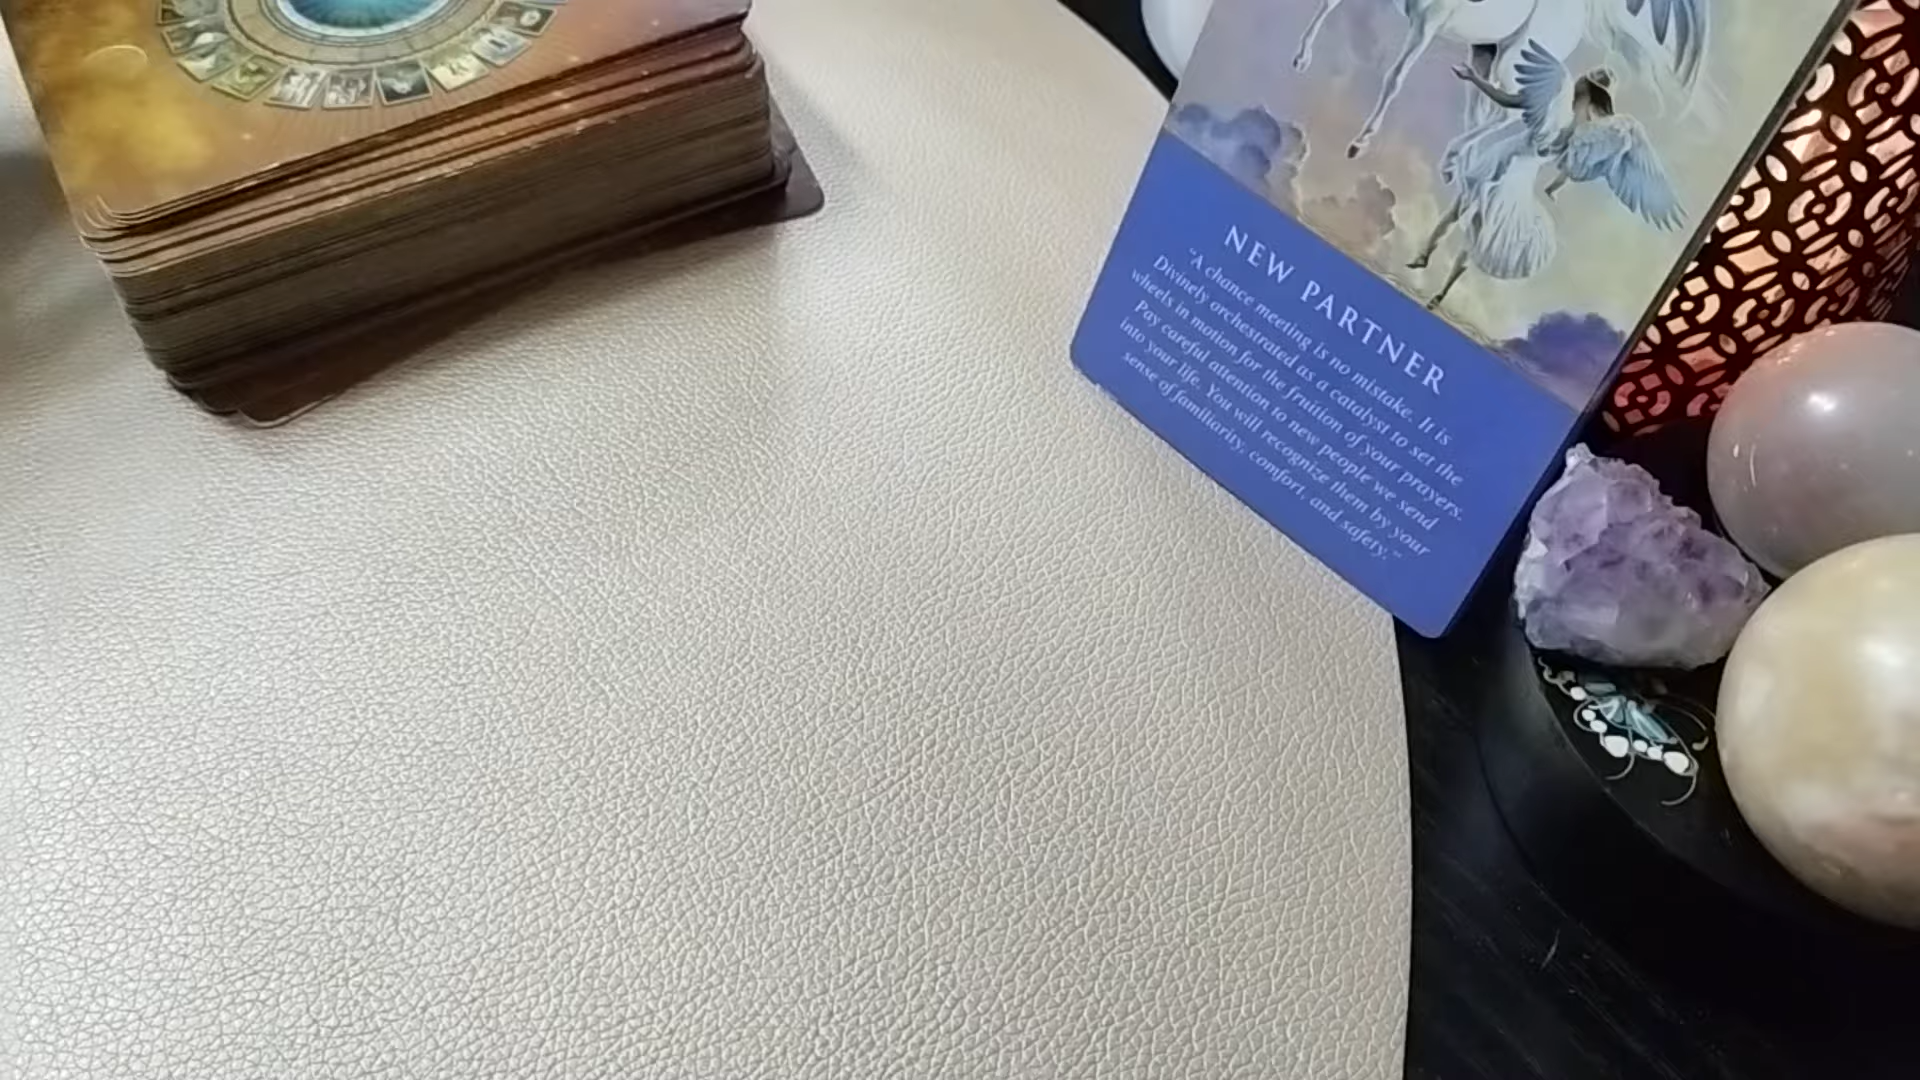 NEW PARTNER
"A chance meeting is no mistake. It is
Divinely orchestrated as a catalyst to set the
wheels in motion for the fruition of your prayers.
Pay careful attention to new people we send
into your life. You will recognize them by your
sense of familiarity, comfort, and safety."